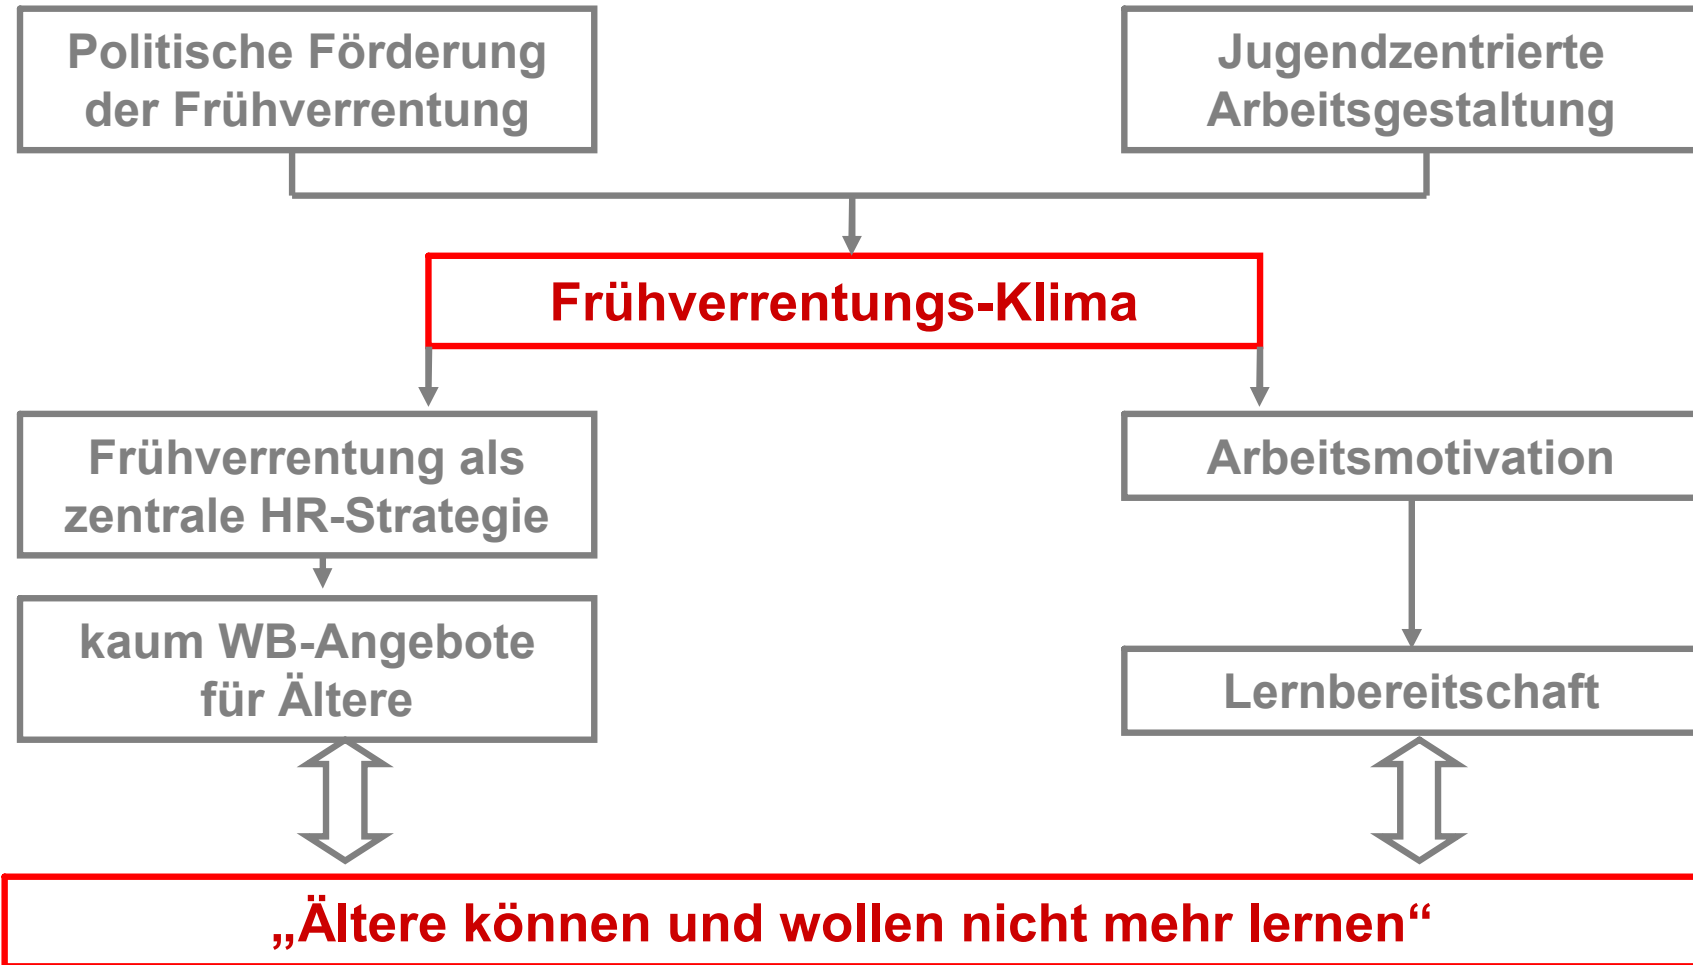 Politische Förderung
der Frühverrentung
Jugendzentrierte
Arbeitsgestaltung
Frühverrentungs-Klima
Frühverrentung als
zentrale HR-Strategie
Arbeitsmotivation
kaum WB-Angebote
für Ältere
Lernbereitschaft
„Ältere können und wollen nicht mehr lernen“